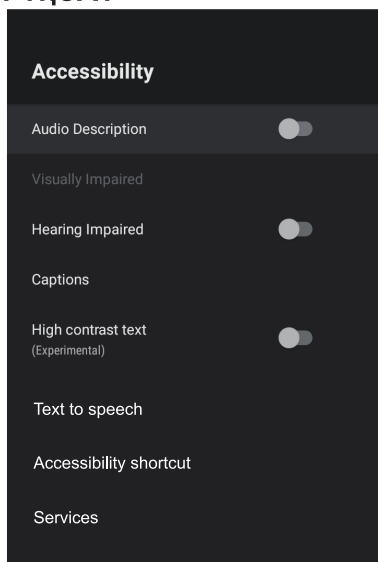 Accessibility
Audio Description
Visually Impaired
Hearing Impaired
Captions
High contrast text
(Experimental)
Text to speech
Accessibility shortcut
Services